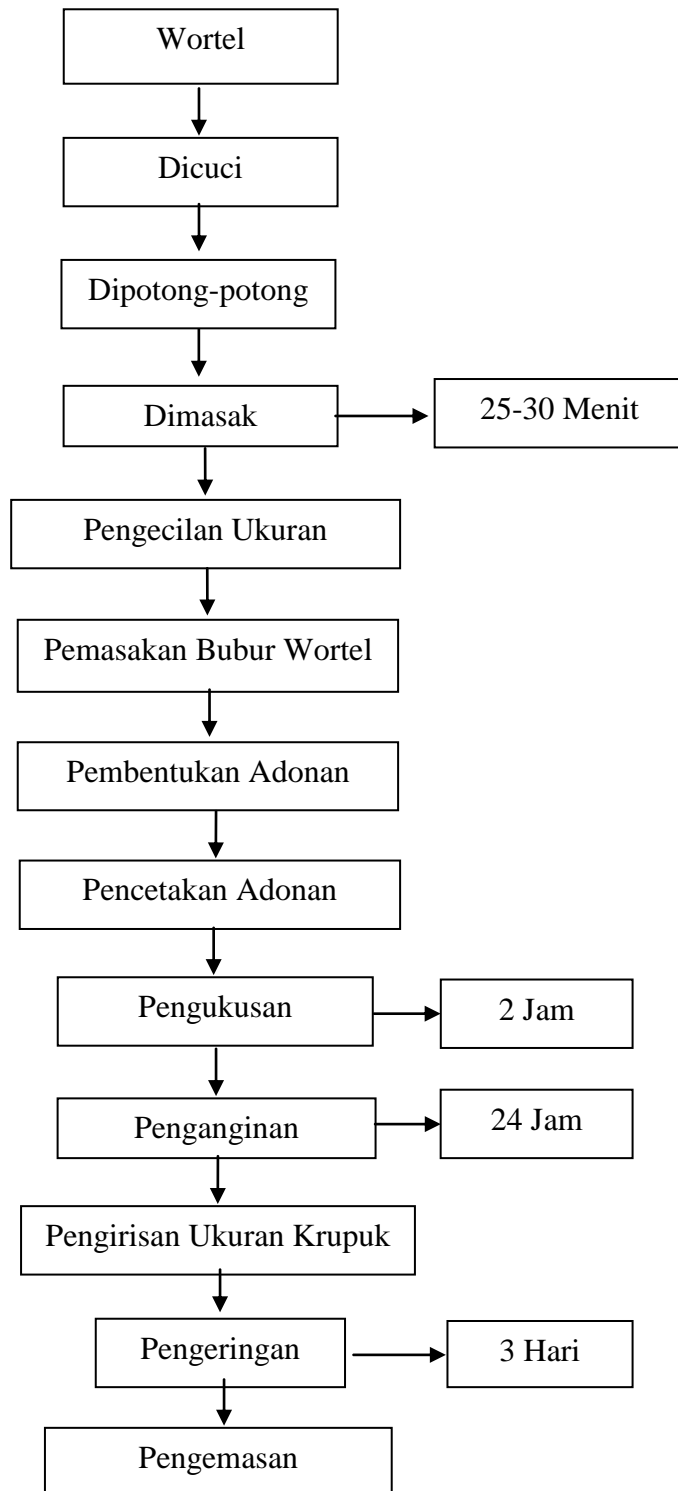 Wortel
Dicuci
Dipotong-potong
Dimasak
25-30 Menit
Pengecilan Ukuran
Pemasakan Bubur Wortel
Pembentukan Adonan
Pencetakan Adonan
Pengukusan
2 Jam
Penganginan
24 Jam
Pengirisan Ukuran Krupuk
Pengeringan
3 Hari
Pengemasan